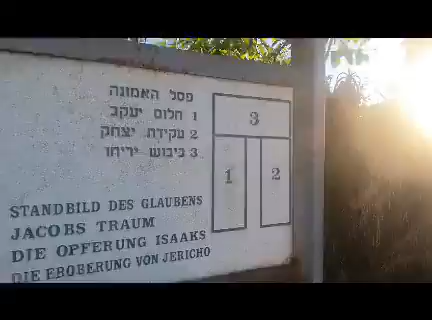 פסל האמונה
1 חלום יעקב
2 עקידת יצחק
3 כיבוש יריחו
3
1
2
STANDBILD DES GLAUBENS
JACOBS TRAUM
DIE OPFERUNG ISAAKS
DIE EROBERUNG VON JERICHO